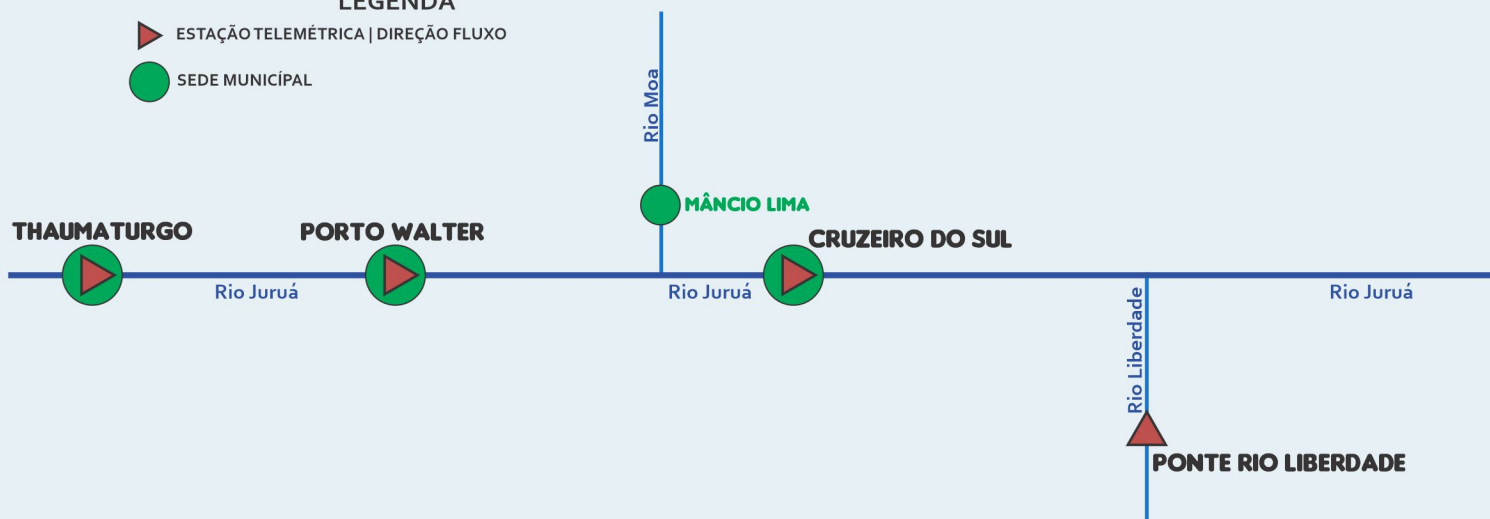 LEGENDA
ESTAÇÃO TELEMÉTRICA | DIREÇÃO FLUXO
SEDE MUNICÍPAL
Rio Moa
MÂNCIO LIMA
THAUMATURGO
PORTO WALTER
CRUZEIRO DO SUL
Rio Juruá
Rio Juruá
Rio Juruá
Rio Liberdade
PONTE RIO LIBERDADE